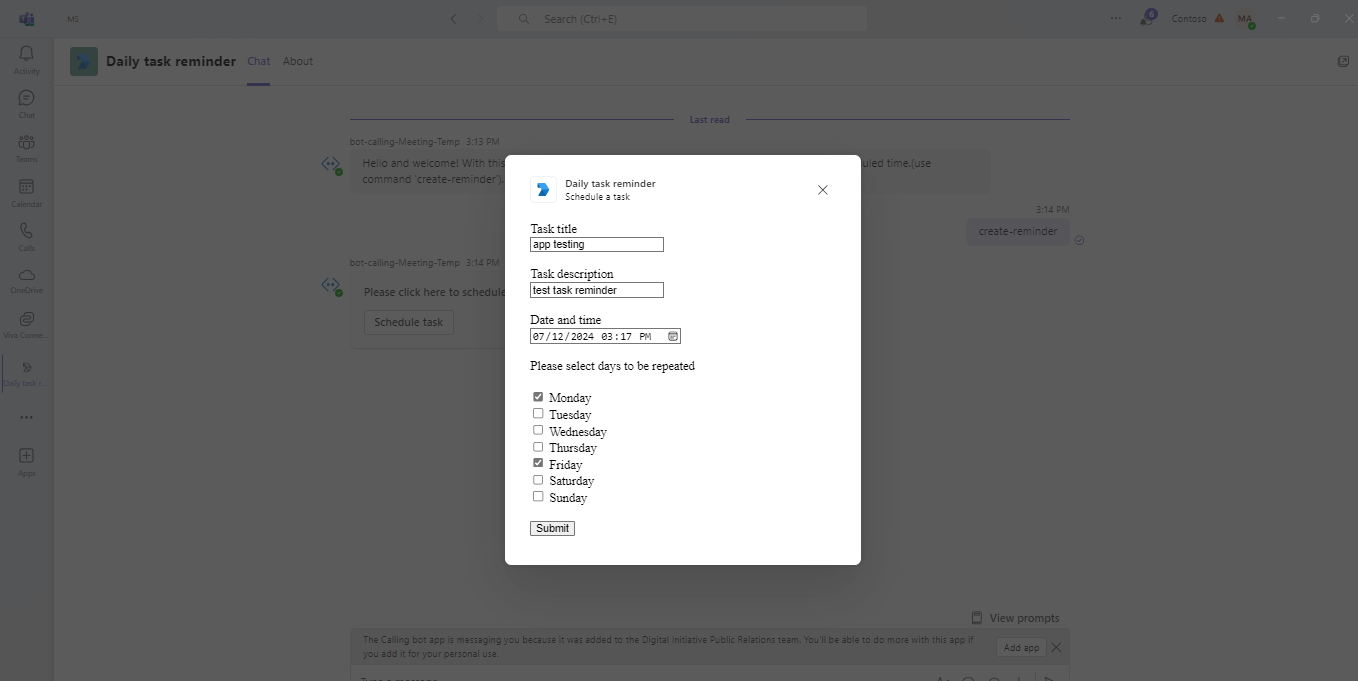 MS
Search (Ctrl+E)
6
Contoso
MA
Activity
Chat
Teams
Calendar
Calls
OneDrive
Viva Conne...
Daily task r...
Apps
Daily task reminder
Chat
About
Last read
bot-calling-Meeting-Temp 3:13 PM
Hello and welcome! With this
uled time.(use
command 'create-reminder').
3:14 PM
create-reminder
bot-calling-Meeting-Temp 3:14 PM
Please click here to schedule
Schedule task
Daily task reminder
Schedule a task
Task title
app testing
Task description
test task reminder
Date and time
07/12/2024 03:17 PM
Please select days to be repeated
Monday
Tuesday
Wednesday
Thursday
Friday
Saturday
Sunday
Submit
View prompts
The Calling bot app is messaging you because it was added to the Digital Initiative Public Relations team. You'll be able to do more with this app if
you add it for your personal use.
Add app